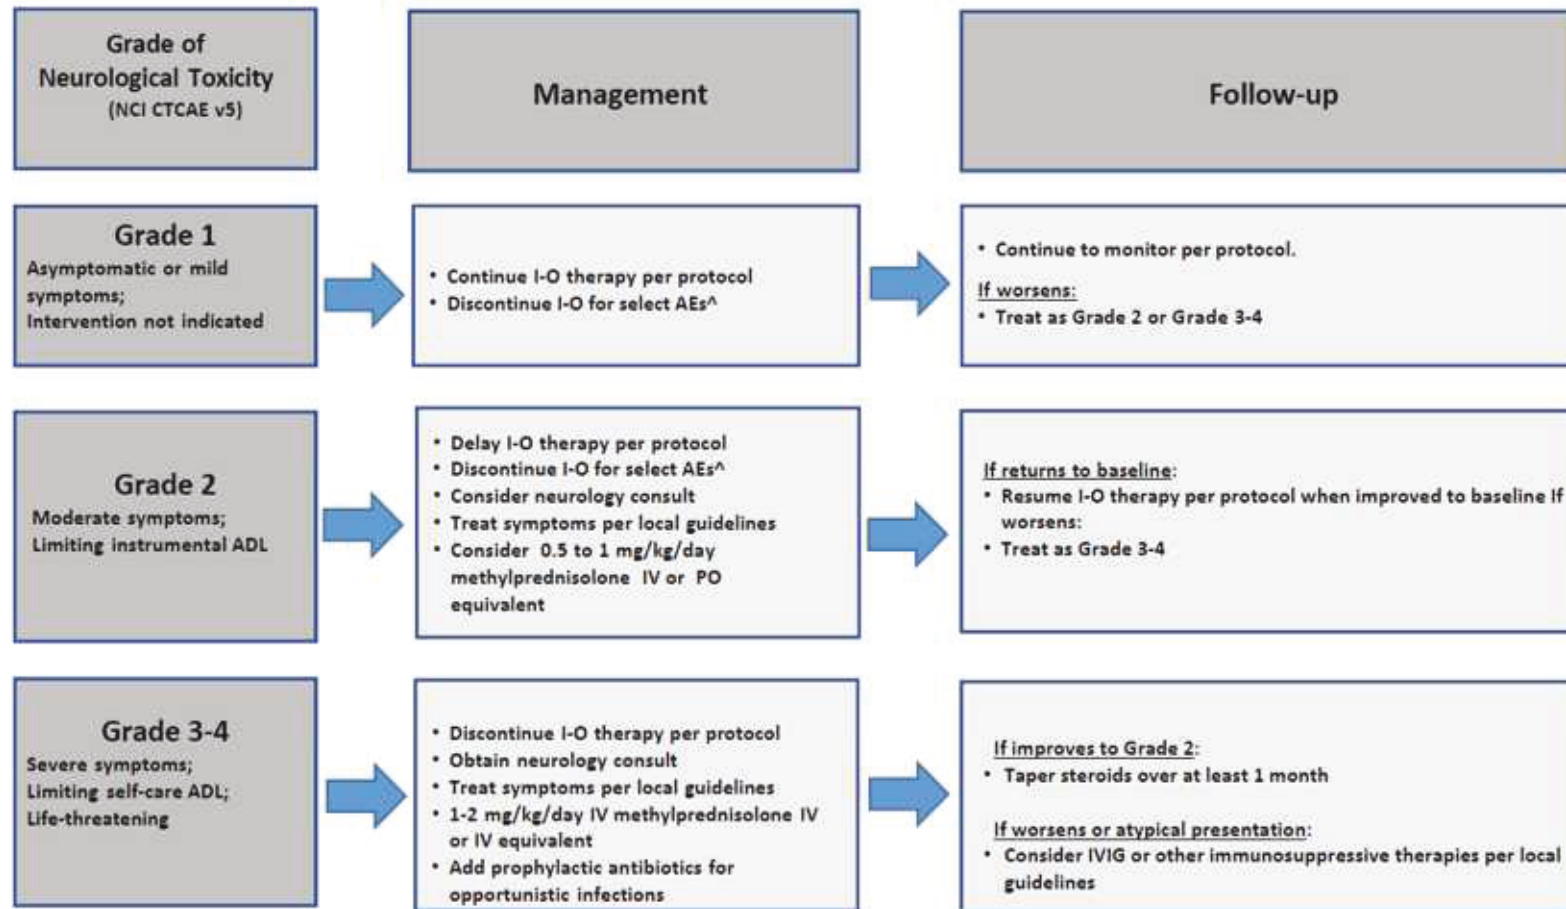 Grade of
Neurological Toxicity
(NCI CTCAE v5)
Management
Follow-up
Grade 1
Asymptomatic or mild
symptoms;
Intervention not indicated
• Continue I-O therapy per protocol
• Discontinue I-O for select AEs^
• Continue to monitor per protocol.
If worsens:
• Treat as Grade 2 or Grade 3-4
Grade 2
Moderate symptoms;
Limiting instrumental ADL
• Delay I-O therapy per protocol
• Discontinue I-O for select AEs^
• Consider neurology consult
• Treat symptoms per local guidelines
• Consider 0.5 to 1 mg/kg/day
methylprednisolone IV or PO
equivalent
If returns to baseline:
• Resume I-O therapy per protocol when improved to baseline If
worsens:
• Treat as Grade 3-4
Grade 3-4
Severe symptoms;
Limiting self-care ADL;
Life-threatening
• Discontinue I-O therapy per protocol
• Obtain neurology consult
• Treat symptoms per local guidelines
• 1-2 mg/kg/day IV methylprednisolone IV
or IV equivalent
• Add prophylactic antibiotics for
opportunistic infections
If improves to Grade 2:
• Taper steroids over at least 1 month
If worsens or atypical presentation:
• Consider IVIG or other immunosuppressive therapies per local
guidelines